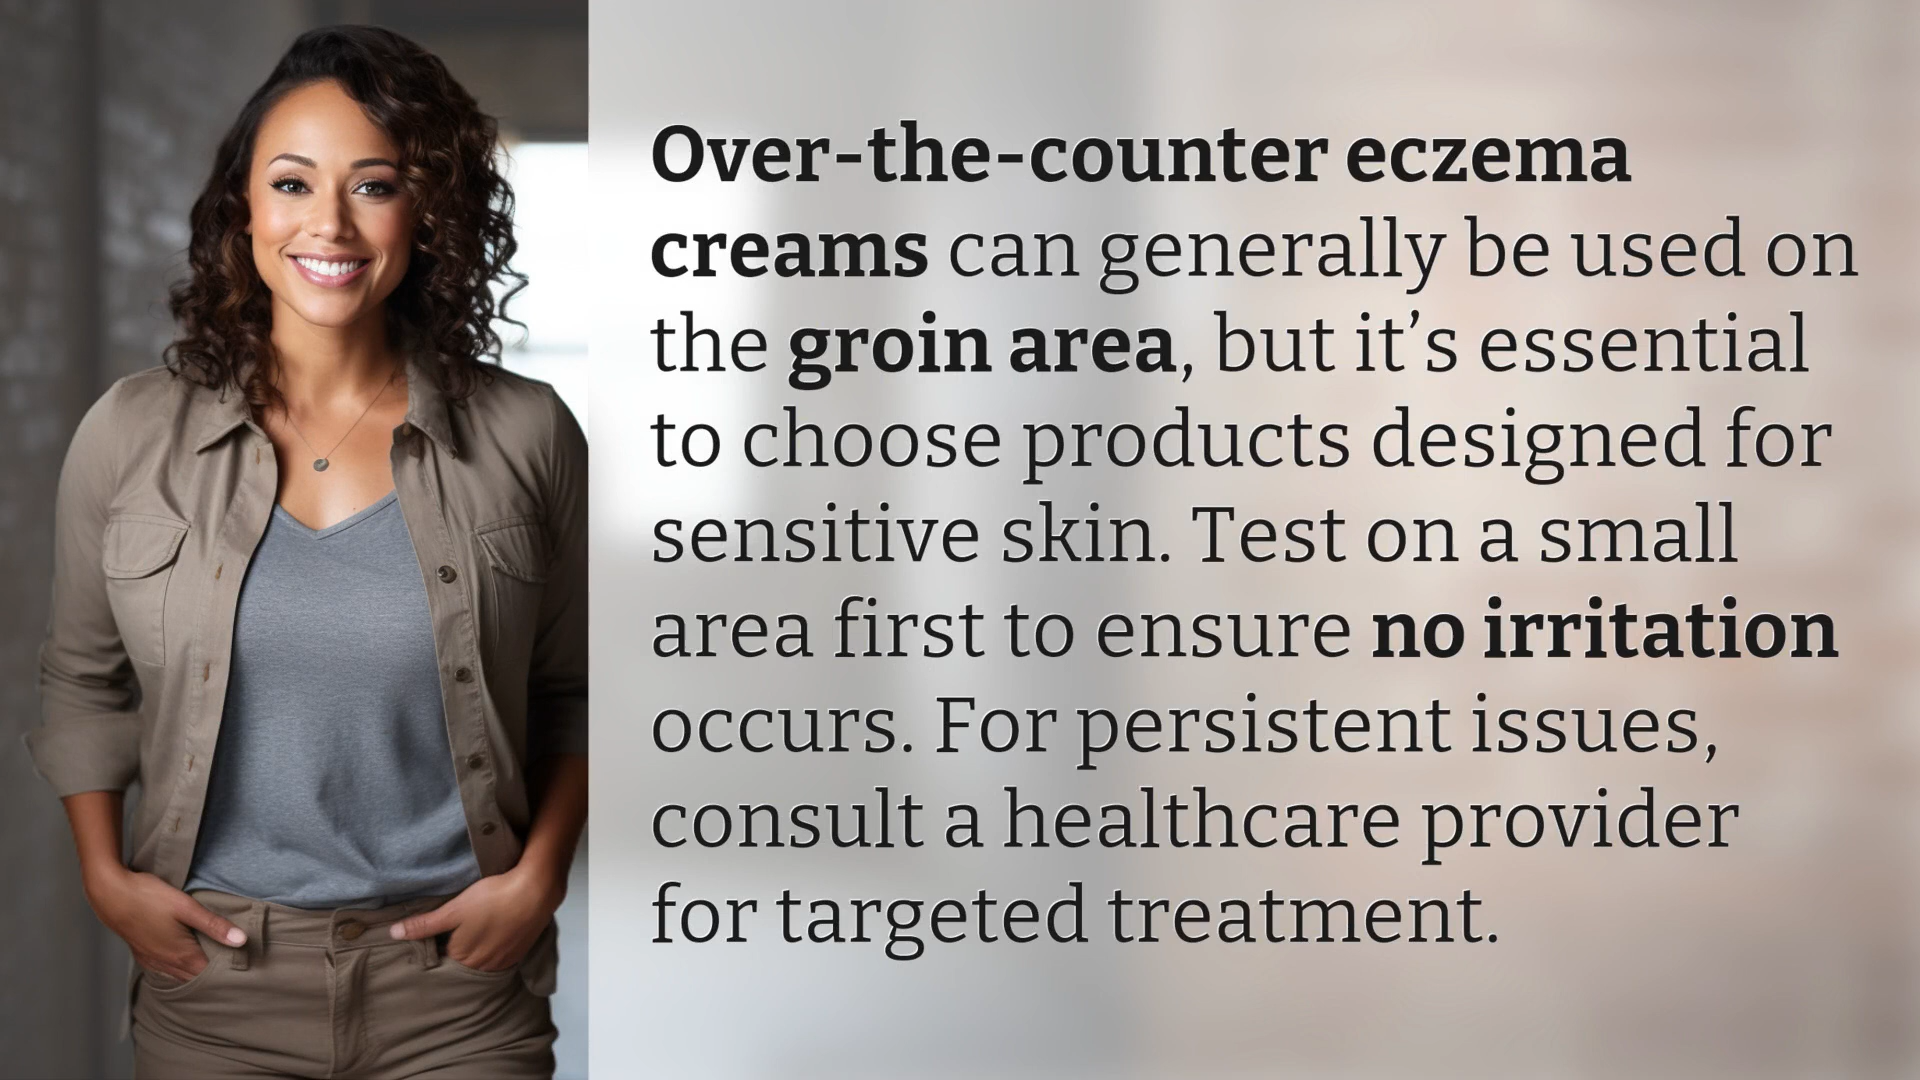 Over-the-counter eczema
creams can generally be used on
the groin area, but it’s essential
to choose products designed for
sensitive skin. Test on a small
area first to ensure no irritation
occurs. For persistent issues,
consult a healthcare provider
for targeted treatment.